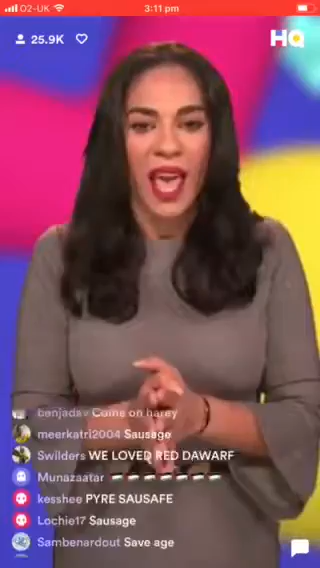 O2-UK 3:11 pm
25.9K HQ
benjadav Come on harey
meerkatri2004 Sausage
Swilders WE LOVED RED DAWARF
Munazaatar
kesshee PYRE SAUSAFE
Lochie17 Sausage
Sambenardout Save age